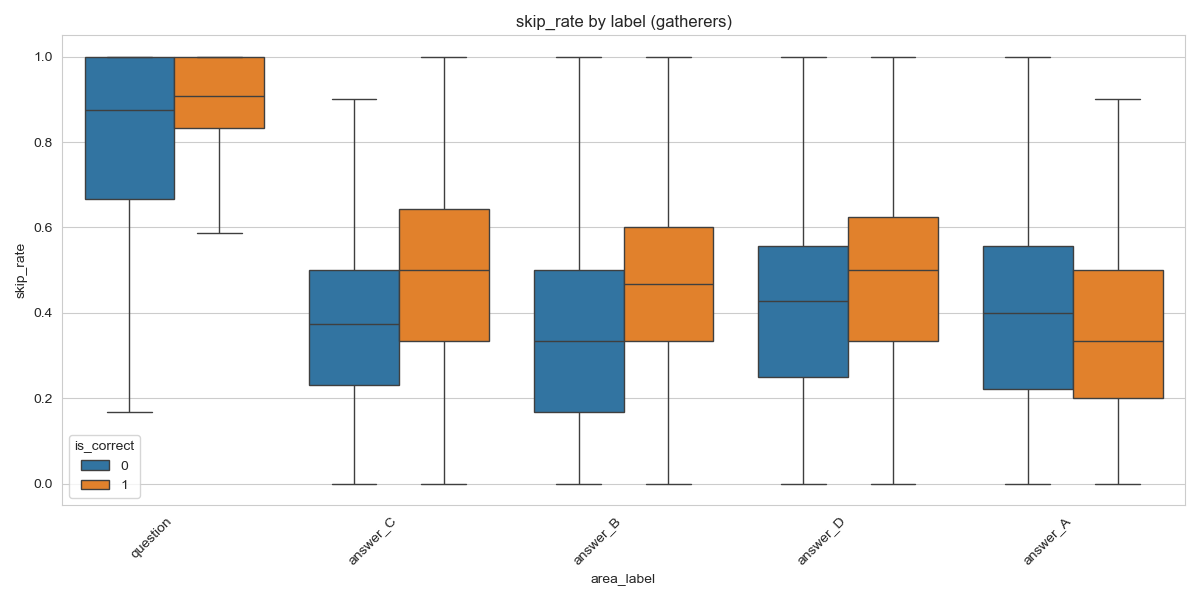 skip_rate by label (gatherers)
skip_rate
1.0
0.8
0.6
0.4
0.2
0.0
is_correct
0
1
question
answer_C
answer_B
answer_D
answer_A
area_label